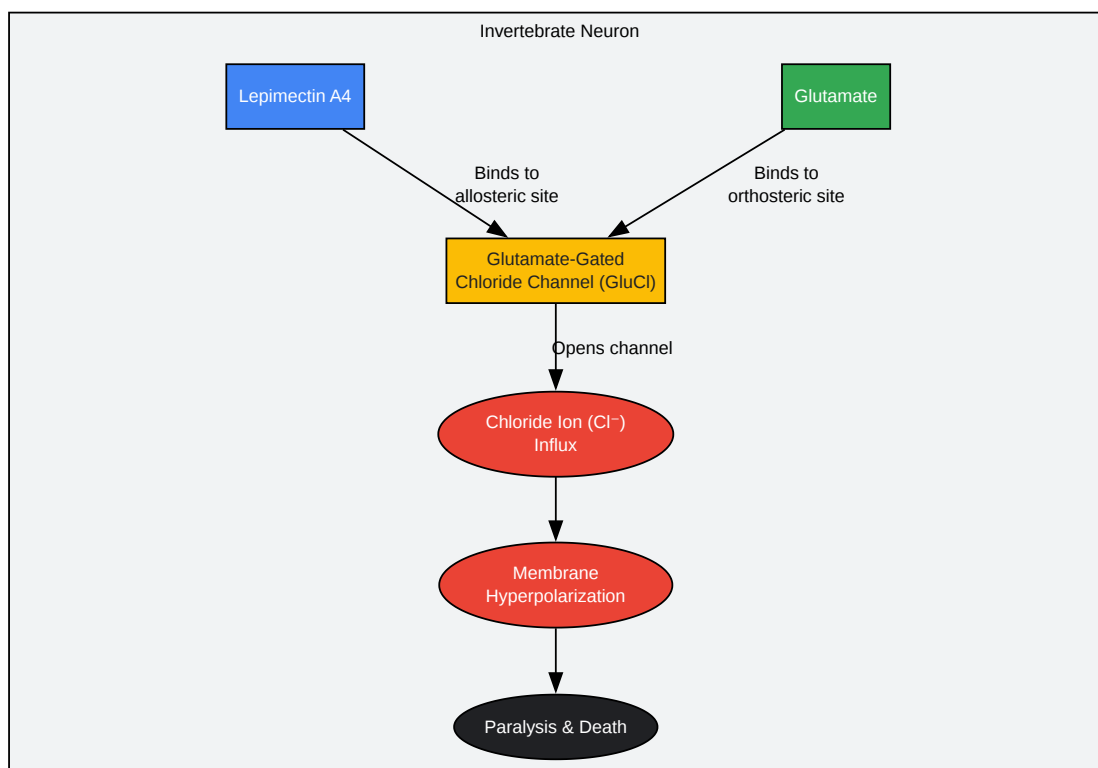 Invertebrate Neuron
Lepimectin A4
Glutamate
Binds to
allosteric site
Binds to
orthosteric site
Glutamate-Gated
Chloride Channel (GluCl)
Opens channel
Chloride Ion (Cl⁻)
Influx
Membrane
Hyperpolarization
Paralysis & Death